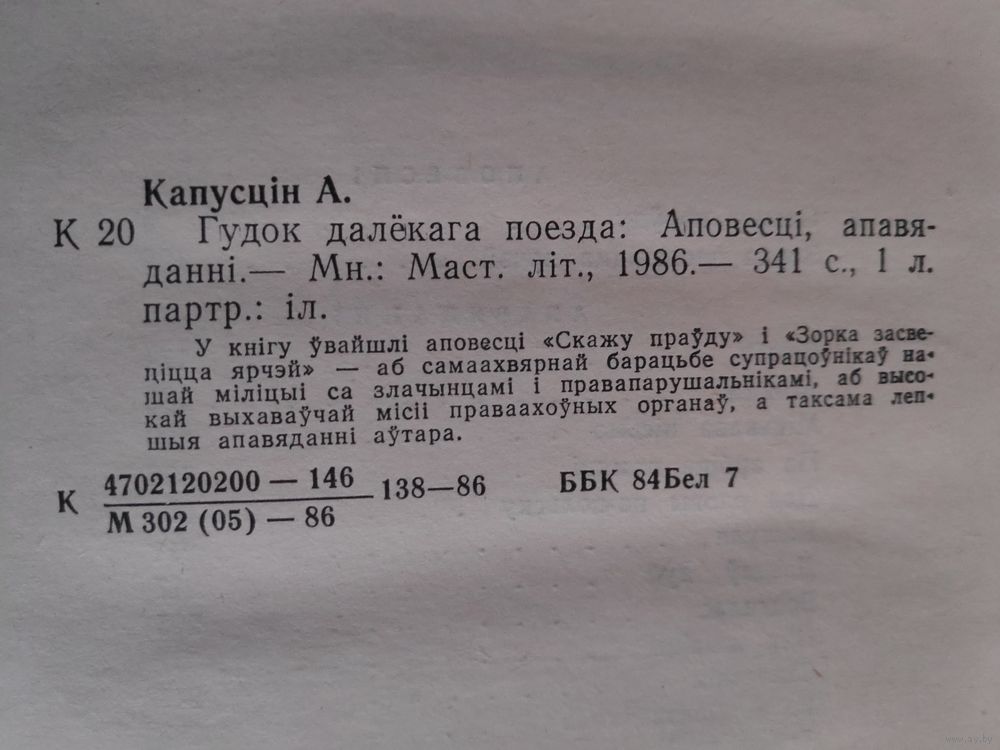 Капусцін А.
К 20 Гудок далёкага поезда: Аповесці, апавя-
данні.— Мн.: Маст. літ., 1986.— 341 с., 1 л.
партр.: іл.
У кнігу ўвайшлі аповесці «Скажу праўду» і «Зорка засве-
ціцца ярчэй» — аб самаахвярнай барацьбе супрацоўнікаў на-
шай міліцыі са злачынцамі і правапарушальнікамі, аб высо-
кай выхаваўчай місіі праваахоўных органаў, а таксама леп-
шыя апавяданні аўтара.
К 4702120200 — 146 138—86 ББК 84Бел 7
М 302 (05) — 86
www.ay.by